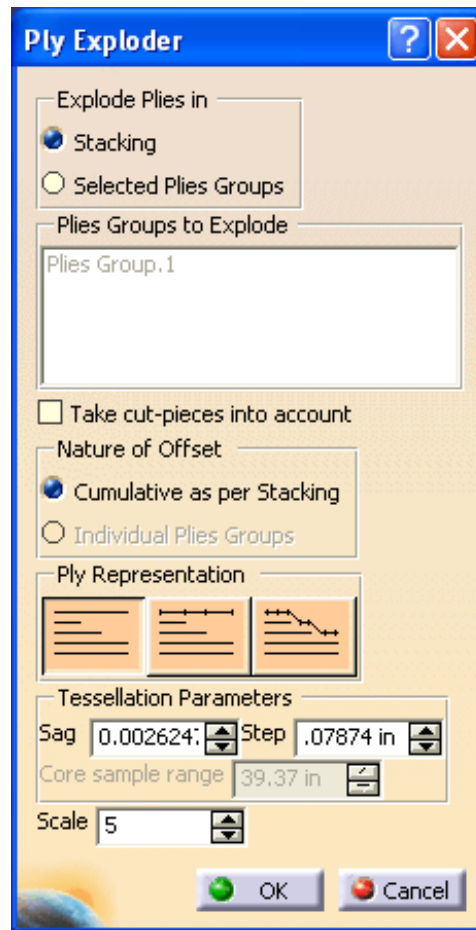 Ply Exploder
Explode Plies in
Stacking
Selected Plies Groups
Plies Groups to Explode
Plies Group.1
Take cut-pieces into account
Nature of Offset
Cumulative as per Stacking
Individual Plies Groups
Ply Representation
Tessellation Parameters
Sag 0.002624 Step .07874 in
Core sample range 39.37 in
Scale 5
OK Cancel